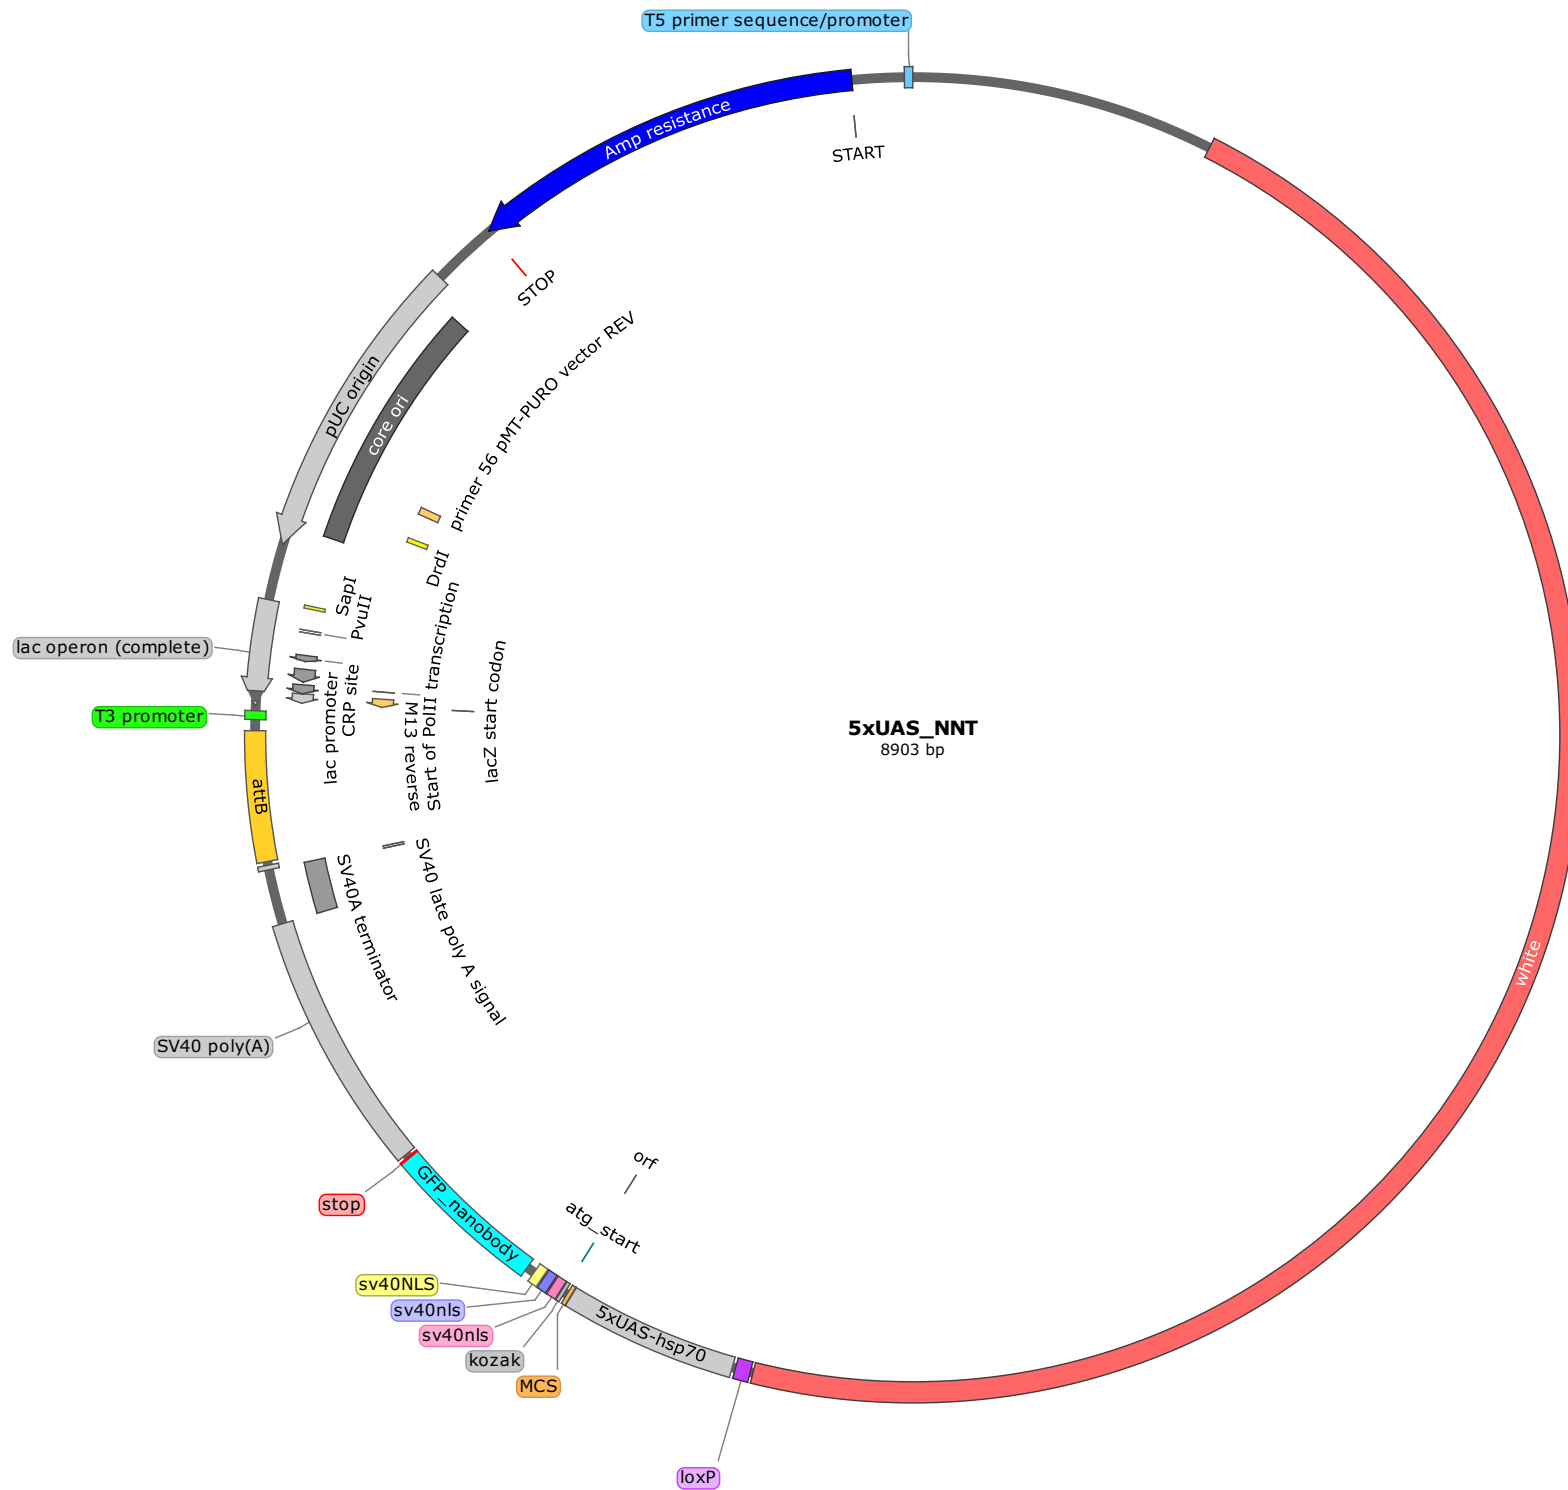 T5 primer sequence/promoter
Amp resistance
START
STOP
pUC origin
core ori
primer 56 pMT-PURO vector REV
DrdI
SapI
PvuII
lac operon (complete)
lac promoter
CRP site
M13 reverse
Start of PolII transcription
lacZ start codon
T3 promoter
5xUAS_NNT
8903 bp
attB
SV40A terminator
SV40 late poly A signal
white
SV40 poly(A)
orf
stop
GFP_nanobody
atg_start
sv40NLS
sv40nls
sv40nls
kozak
MCS
5xUAS-hsp70
loxP